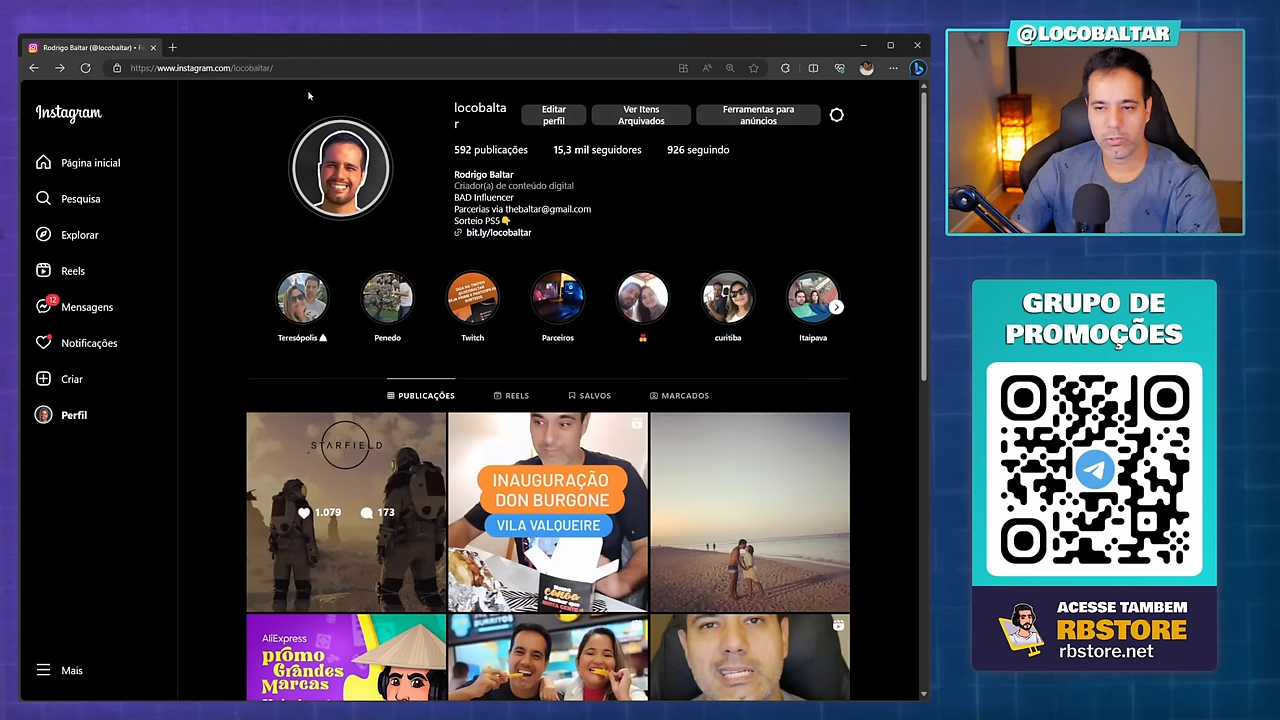 Rodrigo Baltar (@locobaltar) • Fo
https://www.instagram.com/locobaltar/
Instagram
Página inicial
Pesquisa
Explorar
Reels
12
Mensagens
Notificações
Criar
Perfil
Mais
locobalta
r
Editar
perfil
Ver Itens
Arquivados
Ferramentas para
anúncios
592 publicações
15,3 mil seguidores
926 seguindo
Rodrigo Baltar
Criador(a) de conteúdo digital
BAD Influencer
Parcerias via thebaltar@gmail.com
Sorteio PS5👇
bit.ly/locobaltar
Teresópolis
Penedo
Twitch
Parceiros
curitiba
Itaipava
PUBLICAÇÕES
REELS
SALVOS
MARCADOS
STARFIELD
1.079
173
INAUGURAÇÃO
DON BURGONE
VILA VALQUEIRE
AliExpress
promo
Grandes
Marcas
@LOCOBALTAR
GRUPO DE
PROMOÇÕES
ACESSE TAMBEM
RBSTORE
rbstore.net